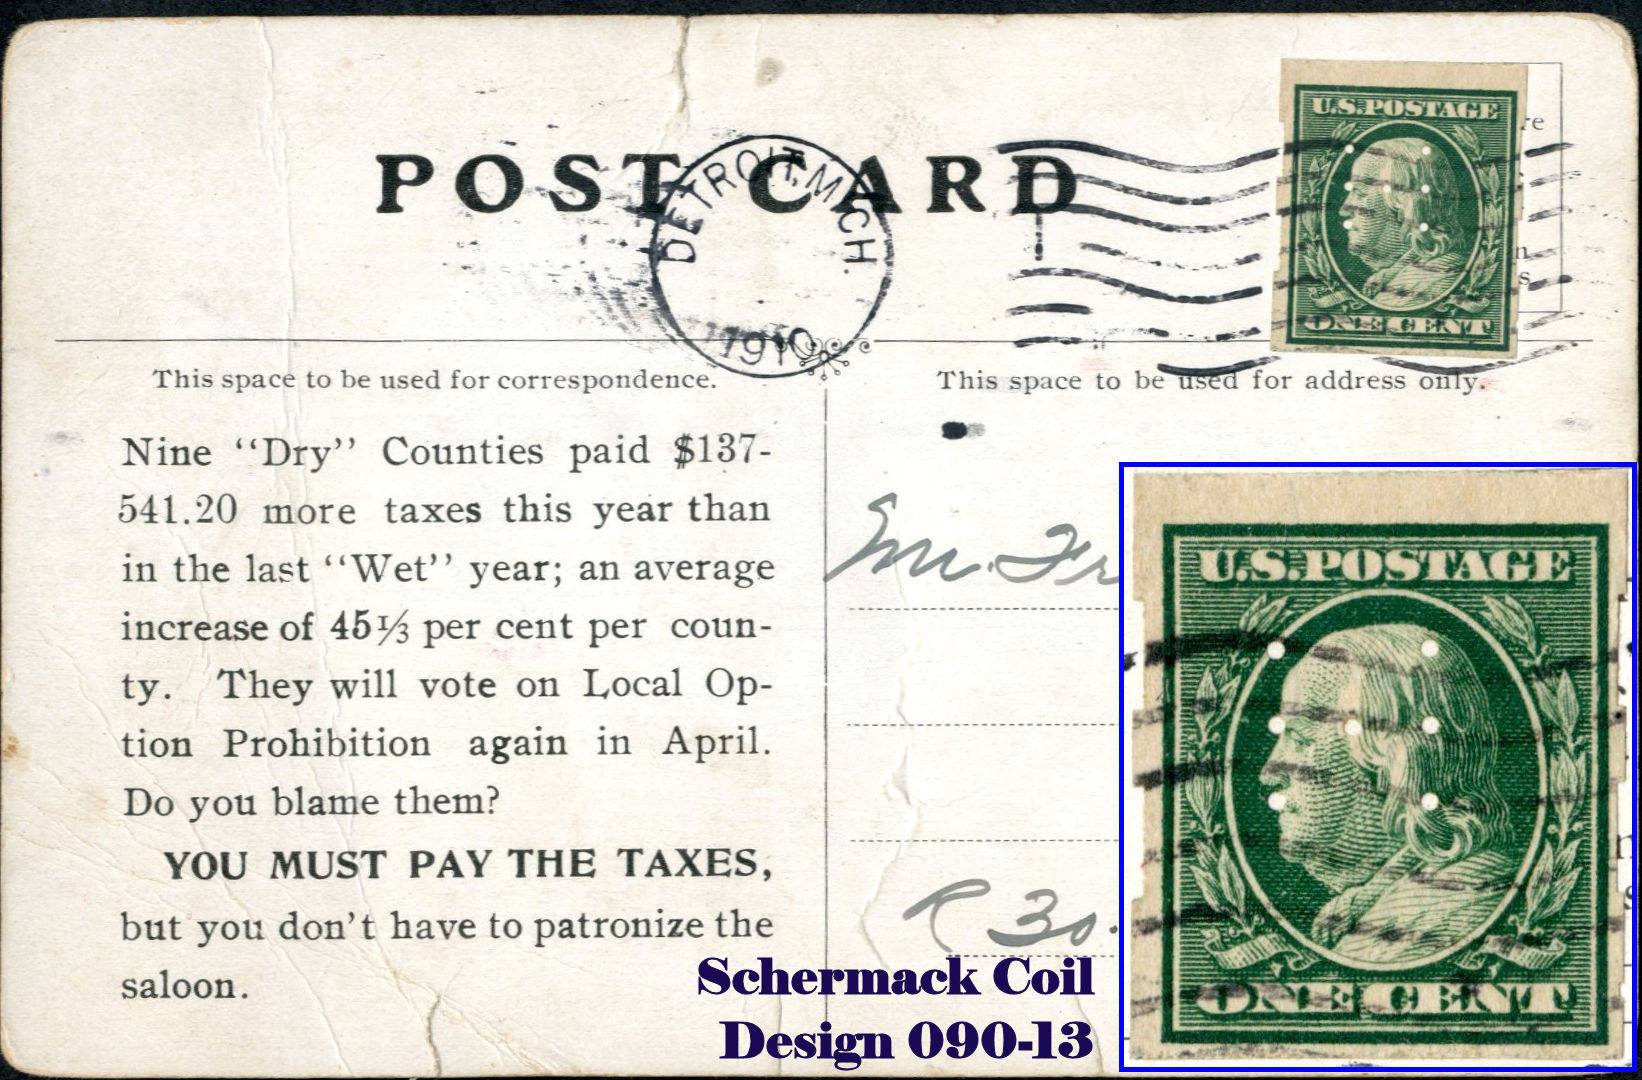 POST CARD
DETROIT, MICH.
1910
U.S.POSTAGE
ONE CENT
This space to be used for correspondence.
Nine “Dry” Counties paid $137-
541.20 more taxes this year than
in the last “Wet” year; an average
increase of 45⅓ per cent per coun-
ty. They will vote on Local Op-
tion Prohibition again in April.
Do you blame them?
YOU MUST PAY THE TAXES,
but you don't have to patronize the
saloon.
This space to be used for address only.
Mr. Fr
R 30.
Schermack Coil
Design 090-13
U.S.POSTAGE
ONE CENT